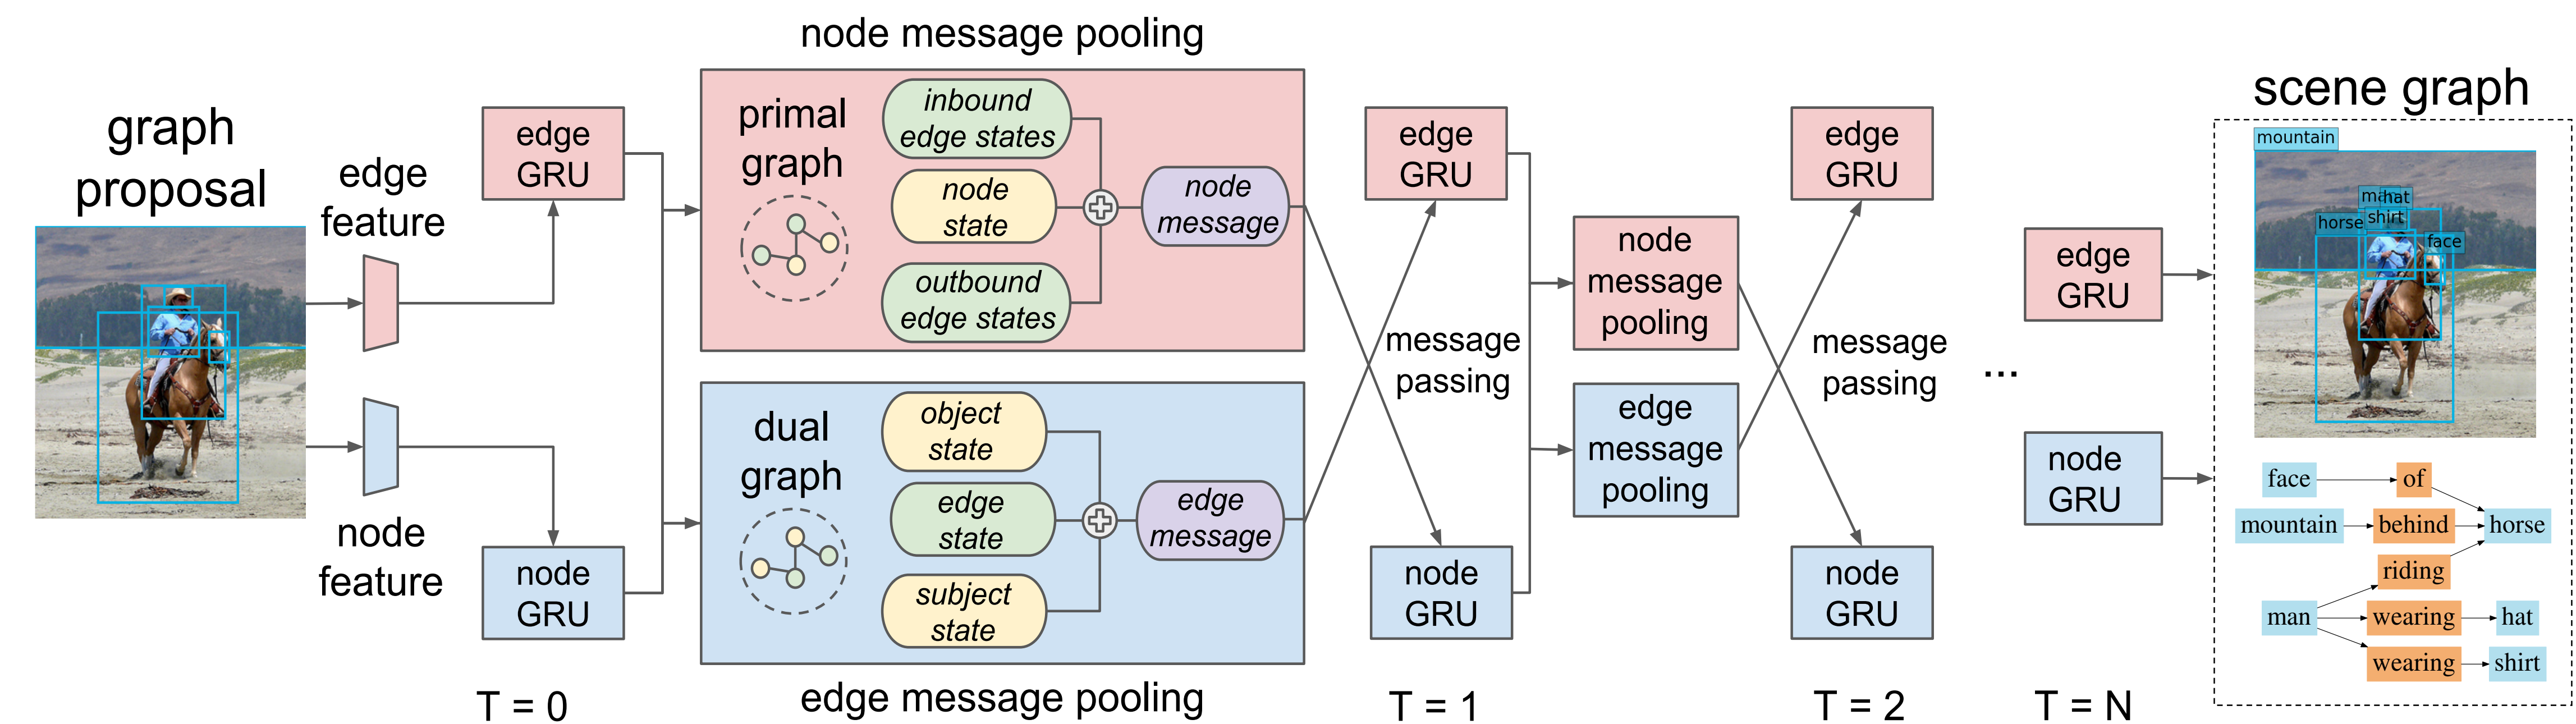 node message pooling
graph
proposal
edge
feature
node
feature
edge
GRU
node
GRU
T = 0
primal
graph
inbound
edge states
node
state
outbound
edge states
node
message
dual
graph
object
state
edge
state
subject
state
edge
message
edge message pooling
edge
GRU
message
passing
node
GRU
T = 1
node
message
pooling
edge
message
pooling
edge
GRU
message
passing
node
GRU
T = 2
...
edge
GRU
node
GRU
T = N
scene graph
mountain
hat
shirt
horse
face
face
of
mountain
behind
horse
riding
man
wearing
hat
wearing
shirt